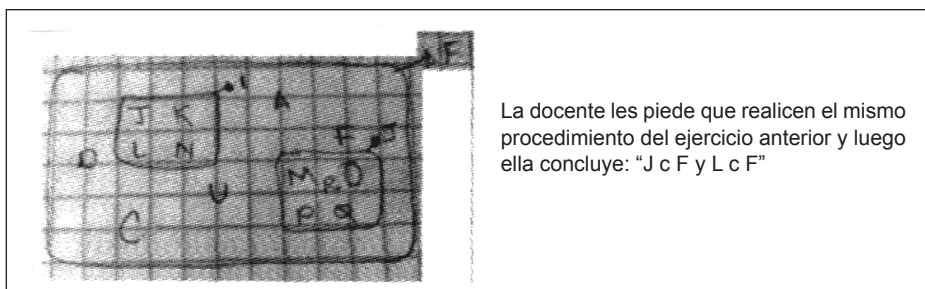 F
J K A
F J
D L N
M R O
U
P Q
C
La docente les piede que realicen el mismo
procedimiento del ejercicio anterior y luego
ella concluye: “J c F y L c F”